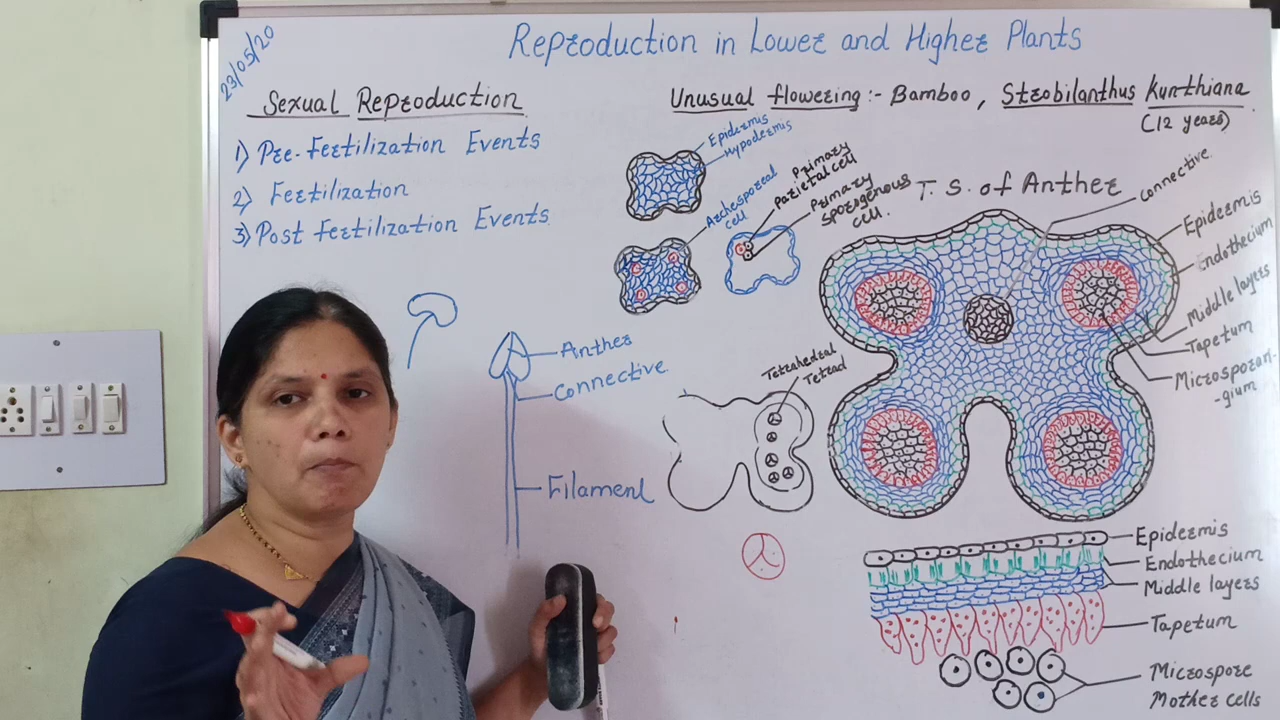 23/05/20
Reproduction in Lower and Higher Plants
Sexual Reproduction
1) Pre-fertilization Events
2) Fertilization
3) Post fertilization Events
Unusual flowering :- Bamboo, Strobilanthus Kunthiana
(12 years)
Epidermis
Hypodermis
Archesporeal
cell
Primary
Parietal cell
Primary
Sporogenous
cell.
T. S. of Anther
Connective.
Epidermis
Endothecium
Middle layers
Tapetum
Microsporan-
-gium
Anther
Connective
Filament
Tetrahedral
Tetrad
Epidermis
Endothecium
Middle layers
Tapetum
Microspore
Mother cells